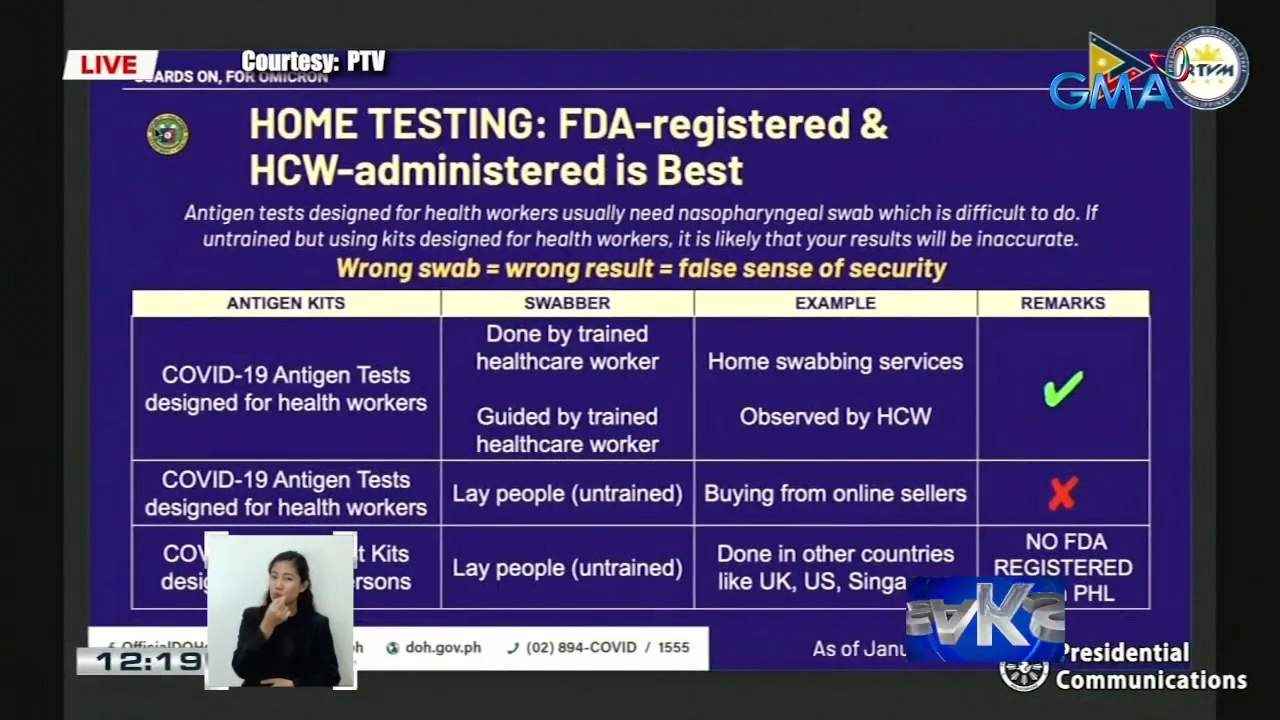 LIVE
Courtesy: PTV
GUARDS ON, FOR OMICRON
GMA
RTVM
HOME TESTING: FDA-registered &
HCW-administered is Best
Antigen tests designed for health workers usually need nasopharyngeal swab which is difficult to do. If
untrained but using kits designed for health workers, it is likely that your results will be inaccurate.
Wrong swab = wrong result = false sense of security
ANTIGEN KITS SWABBER EXAMPLE REMARKS
COVID-19 Antigen Tests
designed for health workers
Done by trained
healthcare worker
Guided by trained
healthcare worker
Home swabbing services
Observed by HCW
✔
COVID-19 Antigen Tests
designed for health workers
Lay people (untrained)
Buying from online sellers
✘
Kits
Lay people (untrained)
Done in other countries
like UK, US,
NO FDA
REGISTERED
PHL
doh.gov.ph
(02) 894-COVID / 1555
As of
12:19
Presidential
Communications